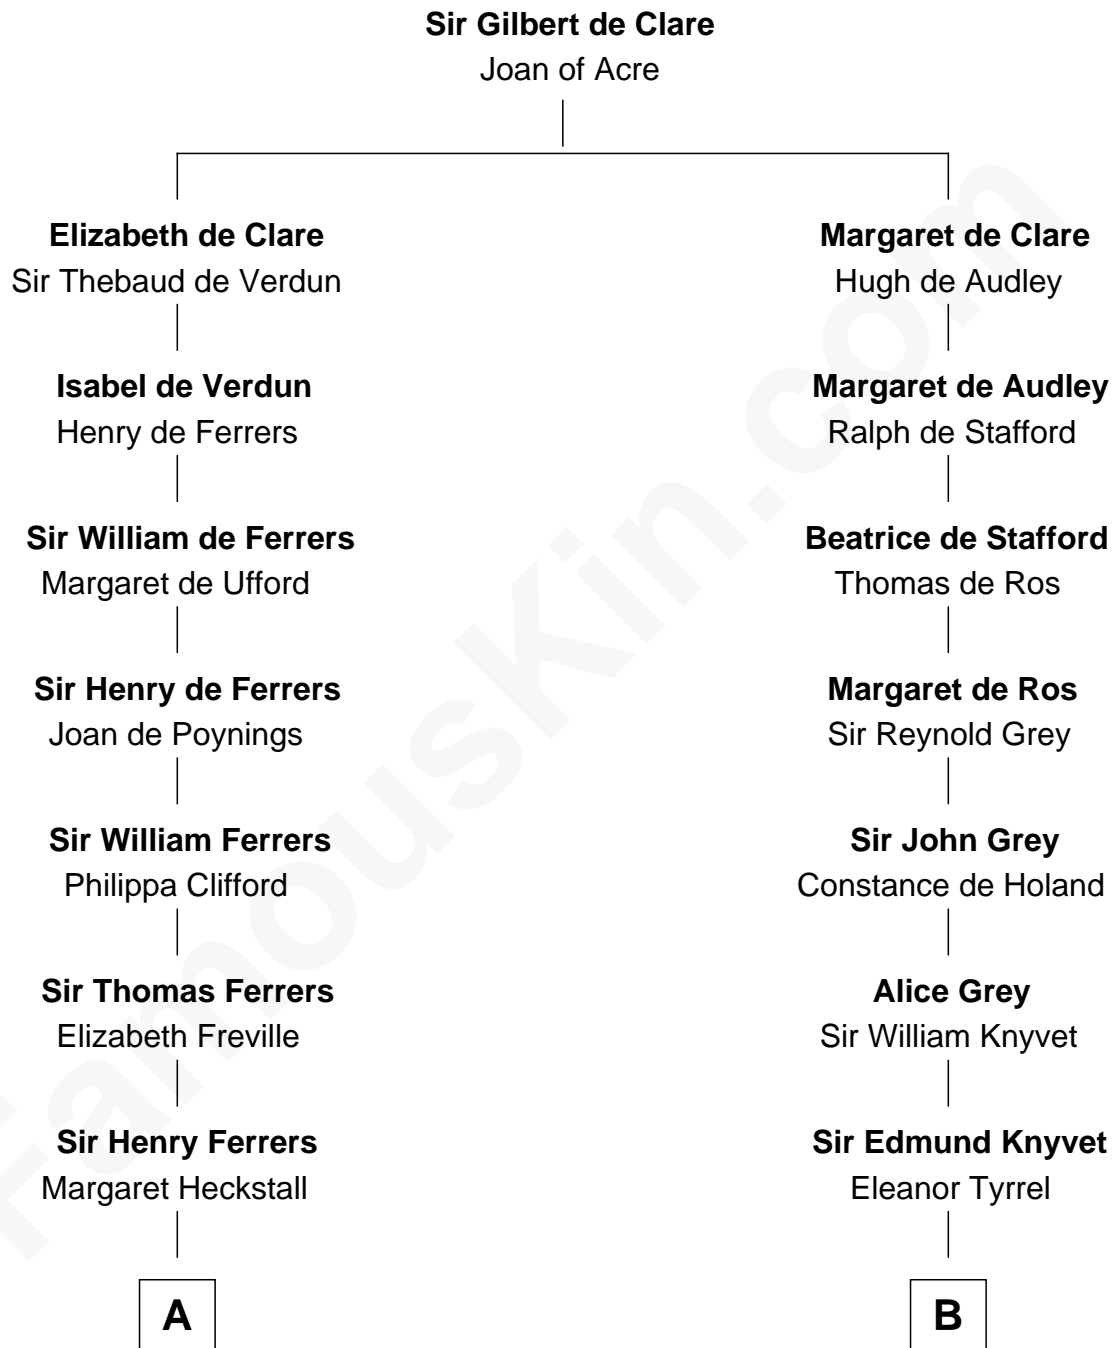 Sir Gilbert de Clare
Joan of Acre
Elizabeth de Clare
Sir Thebaud de Verdun
Margaret de Clare
Hugh de Audley
Isabel de Verdun
Henry de Ferrers
Margaret de Audley
Ralph de Stafford
Sir William de Ferrers
Margaret de Ufford
Beatrice de Stafford
Thomas de Ros
Sir Henry de Ferrers
Joan de Poynings
Margaret de Ros
Sir Reynold Grey
Sir William Ferrers
Philippa Clifford
Sir John Grey
Constance de Holand
Sir Thomas Ferrers
Elizabeth Freville
Alice Grey
Sir William Knyvet
Sir Henry Ferrers
Margaret Heckstall
Sir Edmund Knyvet
Eleanor Tyrrel
A
B
FamousKin.com